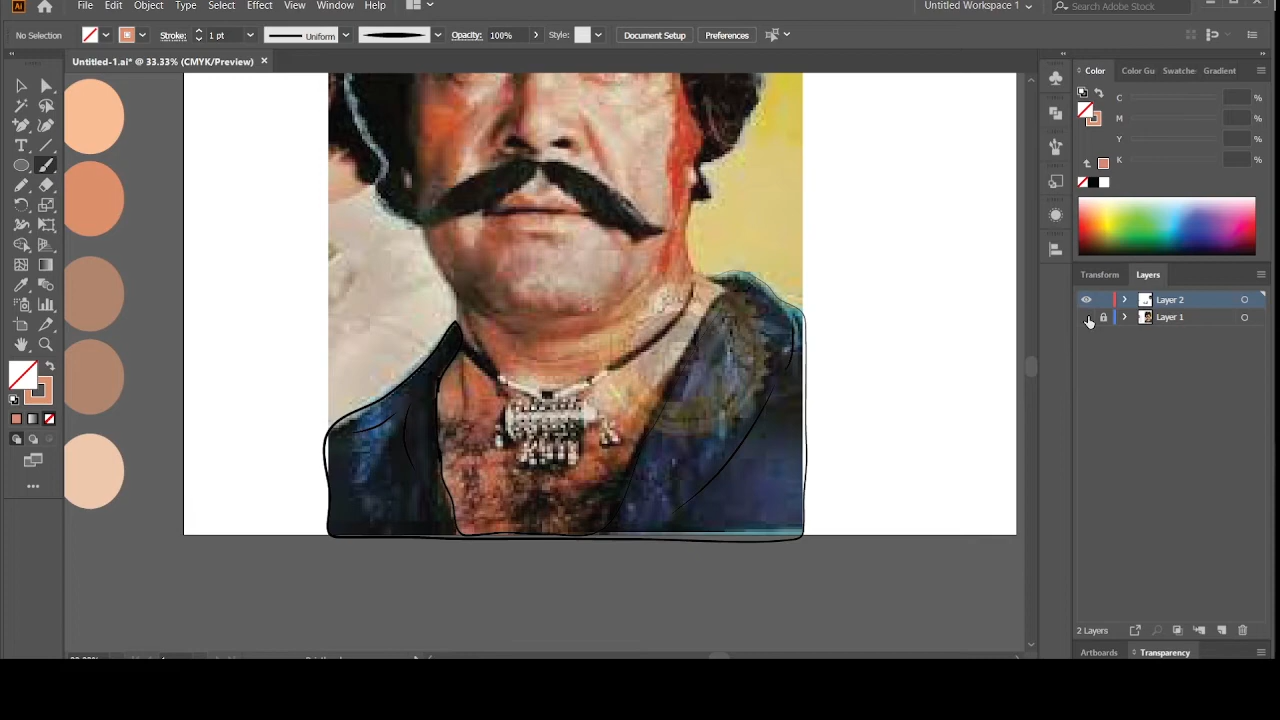 Ai File Edit Object Type Select Effect View Window Help Untitled Workspace 1 Search Adobe Stock
No Selection Stroke: 1 pt Uniform Opacity: 100% Style: Document Setup Preferences
Untitled-1.ai* @ 33.33% (CMYK/Preview) ×
Color Color Gu Swatche Gradient
C %
M %
Y %
K %
Transform Layers
Layer 2
Layer 1
2 Layers
Artboards Transparency